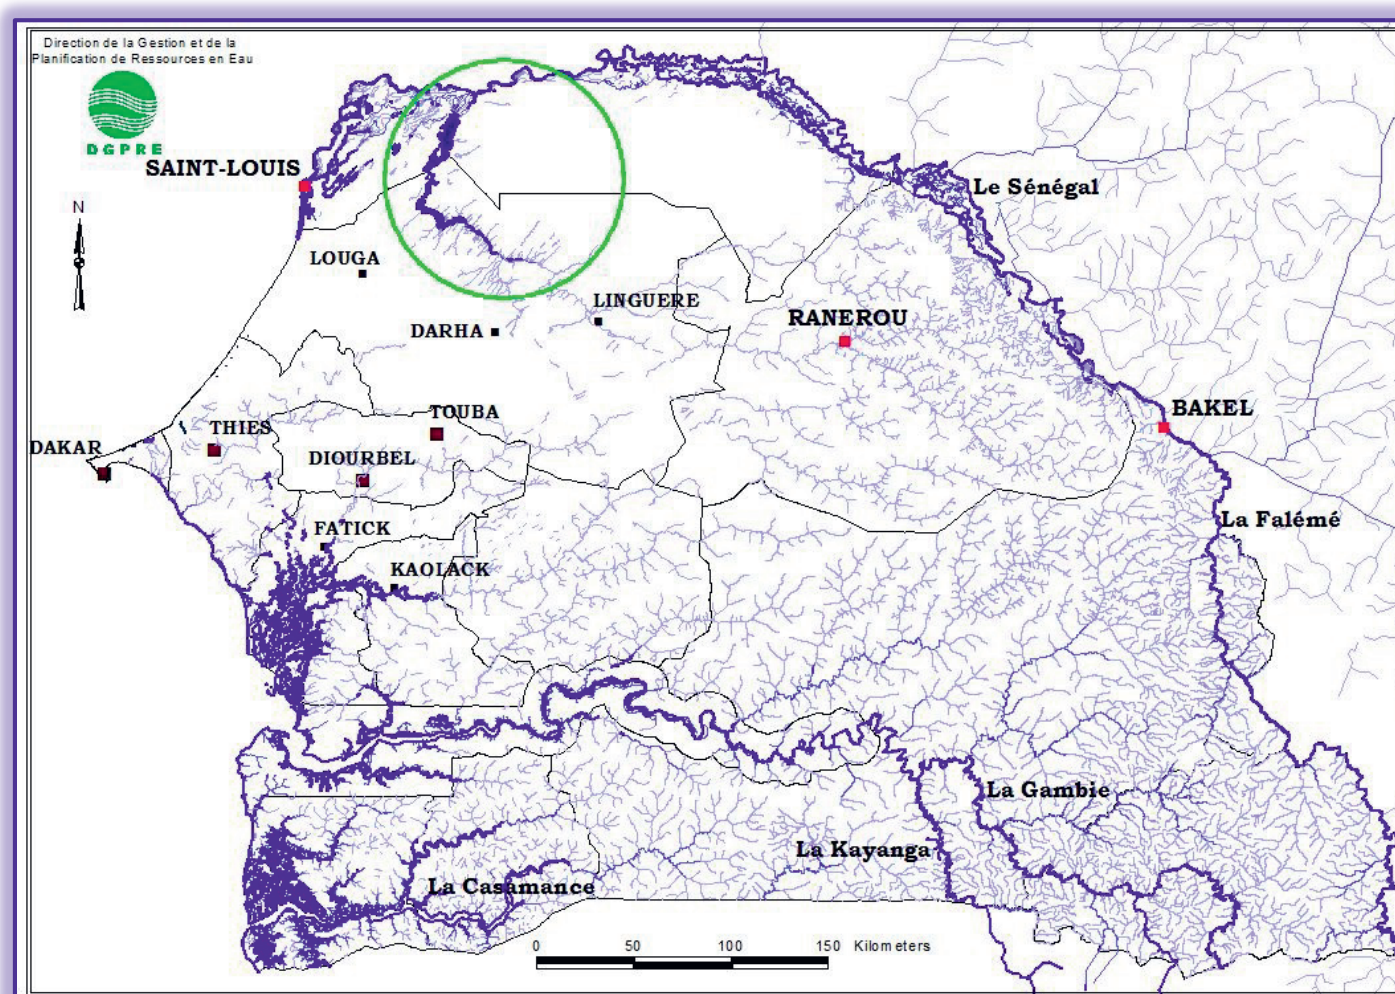 Direction de la Gestion et de la
Planification de Ressources en Eau
DGPRE
SAINT-LOUIS
Le Sénégal
N
LOUGA
LINGUERE
DARHA
RANEROU
TOUBA
BAKEL
THIES
DAKAR
DIOURBEL
La Falémé
FATICK
KAOLACK
La Gambie
La Kayanga
La Casamance
0 50 100 150 Kilometers